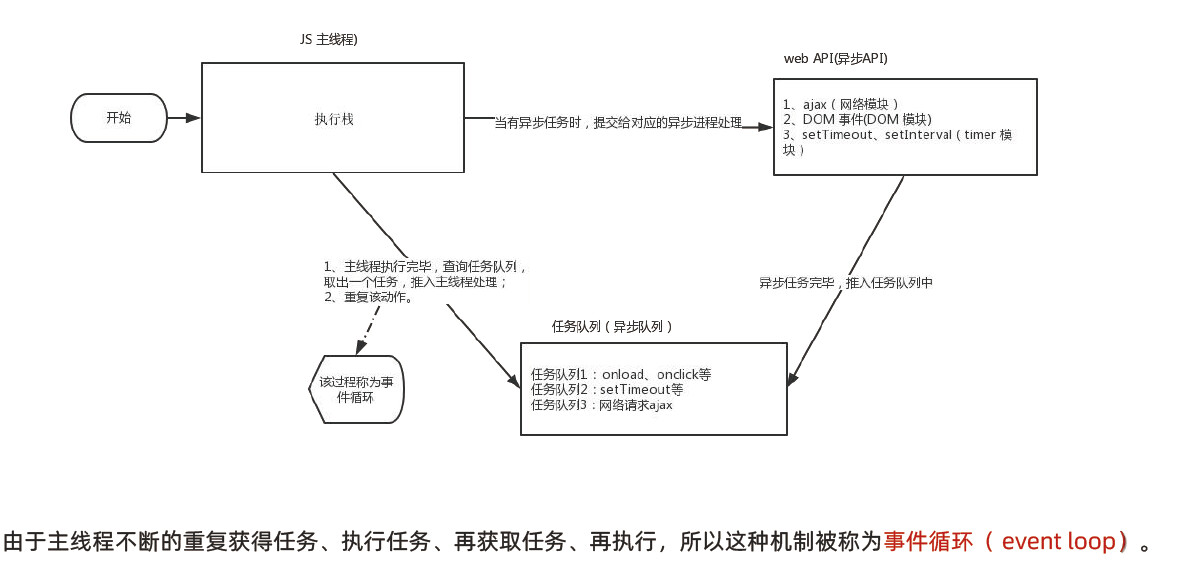 JS 主线程)
web API(异步API)
开始
执行栈
当有异步任务时，提交给对应的异步进程处理
1、ajax（网络模块）
2、DOM 事件(DOM 模块)
3、setTimeout、setInterval（timer 模
块）
1、主线程执行完毕，查询任务队列，
取出一个任务，推入主线程处理；
2、重复该动作。
异步任务完毕，推入任务队列中
任务队列（异步队列）
该过程称为事
件循环
任务队列1：onload、onclick等
任务队列2：setTimeout等
任务队列3：网络请求ajax
由于主线程不断的重复获得任务、执行任务、再获取任务、再执行，所以这种机制被称为事件循环（ event loop）。